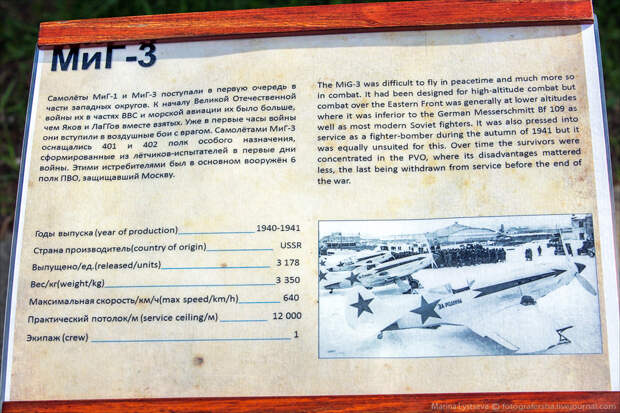 МиГ-3
Самолёты МиГ-1 и МиГ-3 поступали в первую очередь в
части западных округов. К началу Великой Отечественной
войны их в частях ВВС и морской авиации их было больше,
чем Яков и ЛаГГов вместе взятых. Уже в первые часы войны
они вступили в воздушные бои с врагом. Самолётами МиГ-3
оснащались 401 и 402 полк особого назначения,
сформированные из лётчиков-испытателей в первые дни
войны. Этими истребителями был в основном вооружён 6
полк ПВО, защищавший Москву.
The MiG-3 was difficult to fly in peacetime and much more so
in combat. It had been designed for high-altitude combat but
combat over the Eastern Front was generally at lower altitudes
where it was inferior to the German Messerschmitt Bf 109 as
well as most modern Soviet fighters. It was also pressed into
service as a fighter-bomber during the autumn of 1941 but it
was equally unsuited for this. Over time the survivors were
concentrated in the PVO, where its disadvantages mattered
less, the last being withdrawn from service before the end of
the war.
Годы выпуска (year of production) 1940-1941
Страна производитель(country of origin) USSR
Выпущено/ед.(released/units) 3 178
Вес/кг(weight/kg) 3 350
Максимальная скорость/км/ч(max speed/km/h) 640
Практический потолок/м (service ceiling/m) 12 000
Экипаж (crew) 1
ЗА РОДИНУ
Marina Lystseva © fotografersha.livejournal.com